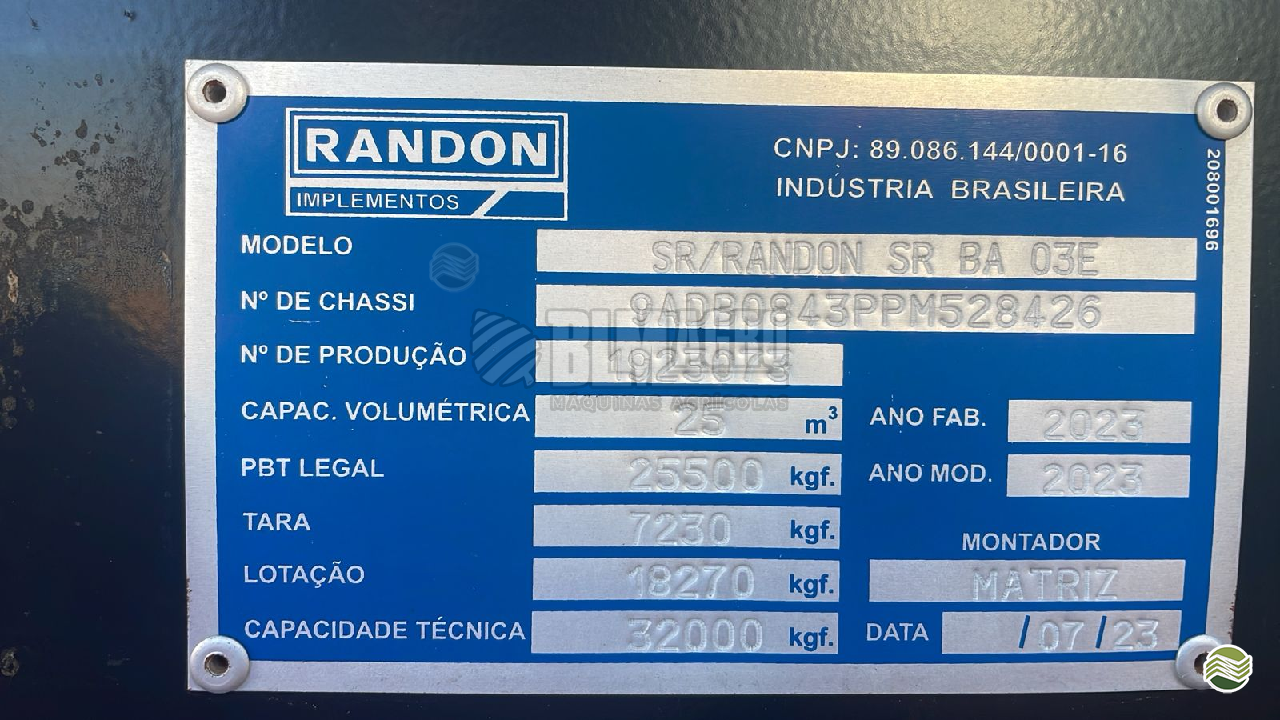 RANDON
IMPLEMENTOS
CNPJ: 89.086.144/0001-16
INDÚSTRIA BRASILEIRA
208001696
MODELO SR/RANDON SR BA 03E
Nº DE CHASSI 9ADB0843PPM528426
Nº DE PRODUÇÃO
CAPAC. VOLUMÉTRICA 25 m³ ANO FAB. 2023
PBT LEGAL 25500 kgf. ANO MOD. 2023
TARA 7230 kgf.
MONTADOR
LOTAÇÃO 18270 kgf. MATRIZ
CAPACIDADE TÉCNICA 32000 kgf. DATA /07/23
MÁQUINAS AGRÍCOLAS